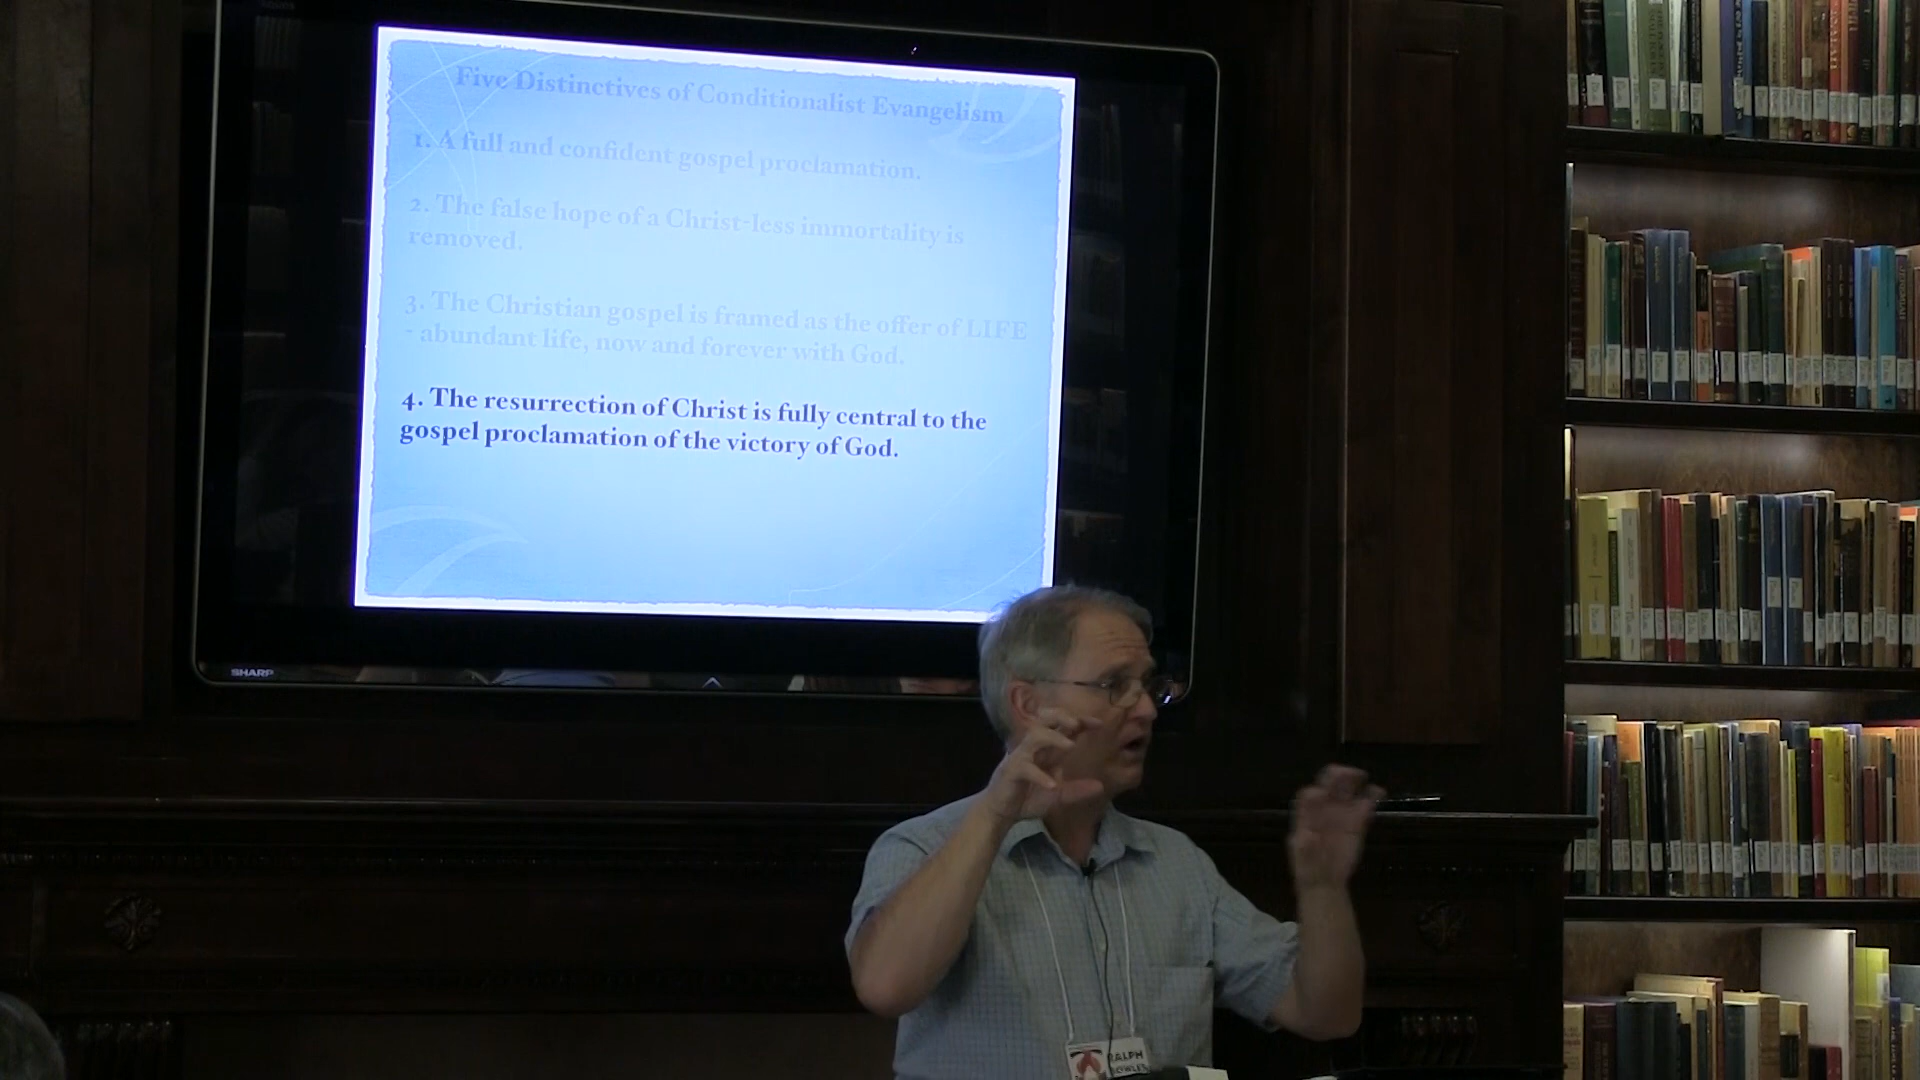 Five Distinctives of Conditionalist Evangelism
1. A full and confident gospel proclamation.
2. The false hope of a Christ-less immortality is
removed.
3. The Christian gospel is framed as the offer of LIFE
- abundant life, now and forever with God.
4. The resurrection of Christ is fully central to the
gospel proclamation of the victory of God.
SHARP
RALPH